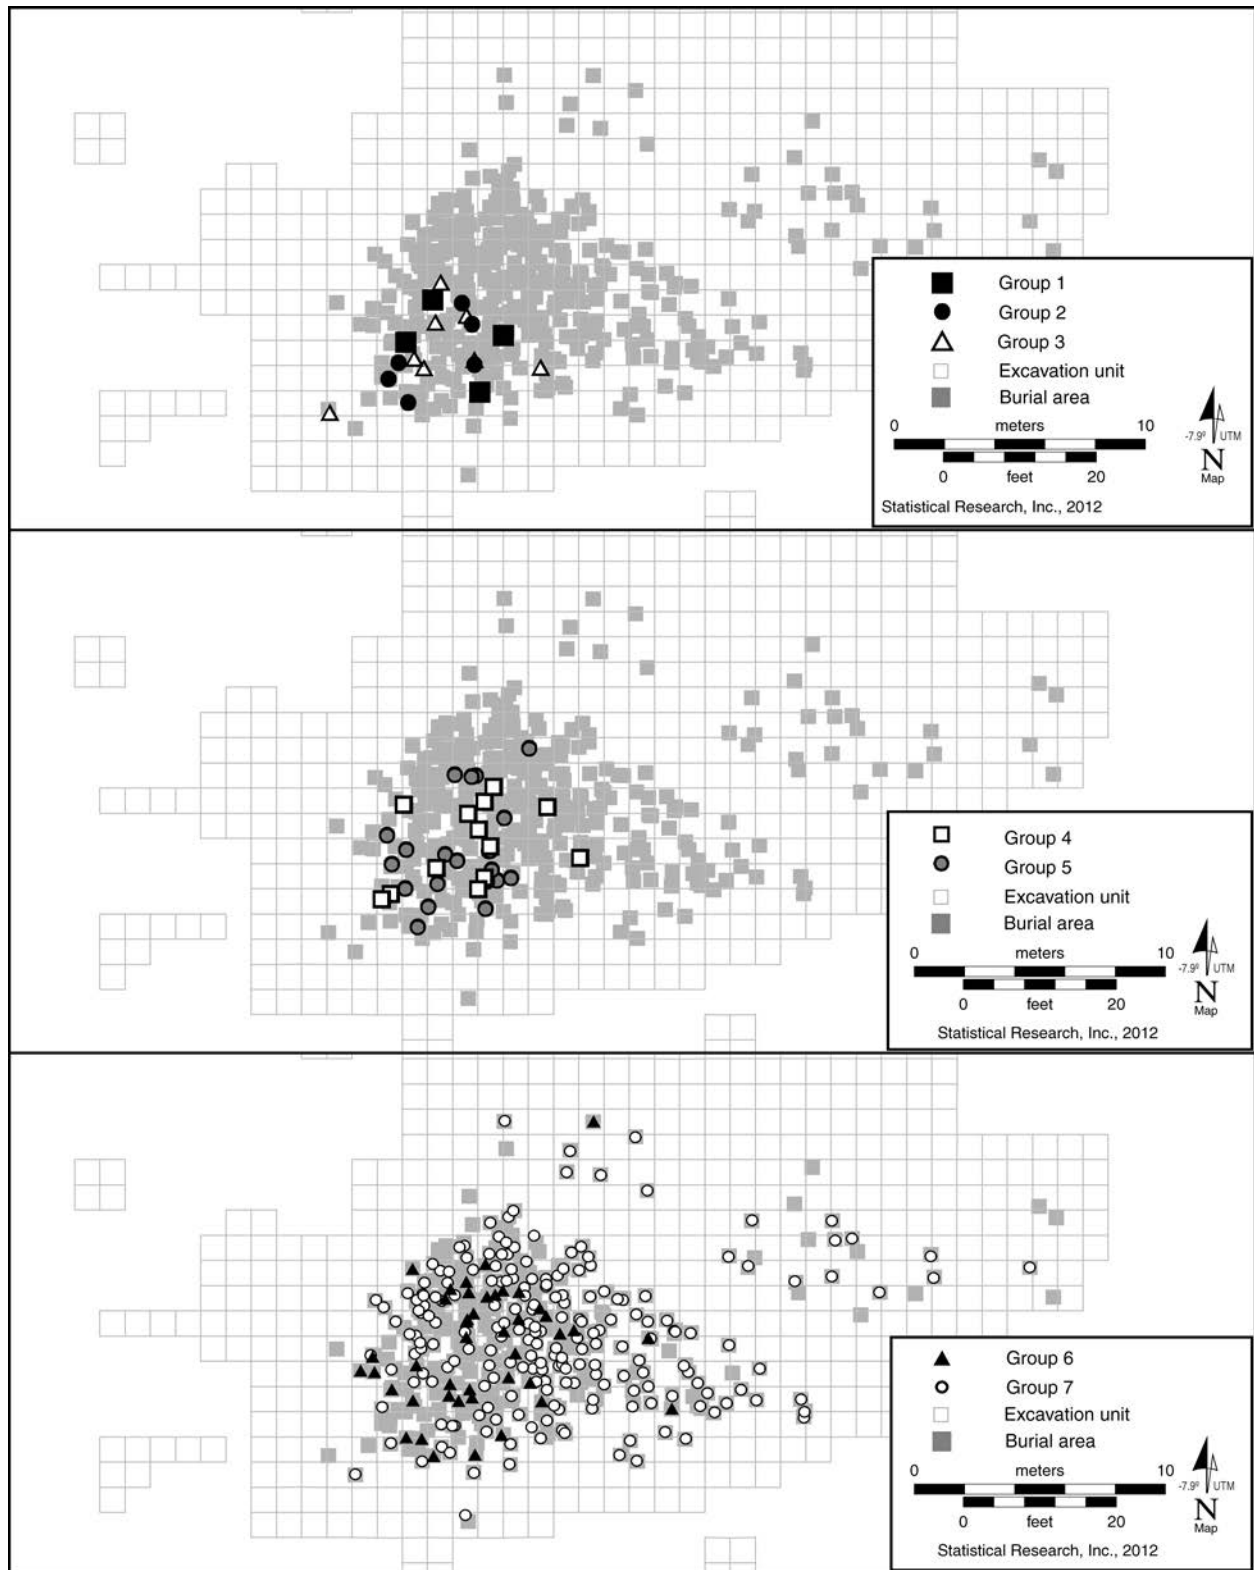 Group 1
Group 2
Group 3
Excavation unit
Burial area
0 meters 10
0 feet 20
-7.9º UTM
N
Map
Statistical Research, Inc., 2012
Group 4
Group 5
Excavation unit
Burial area
0 meters 10
0 feet 20
-7.9º UTM
N
Map
Statistical Research, Inc., 2012
Group 6
Group 7
Excavation unit
Burial area
0 meters 10
0 feet 20
-7.9º UTM
N
Map
Statistical Research, Inc., 2012